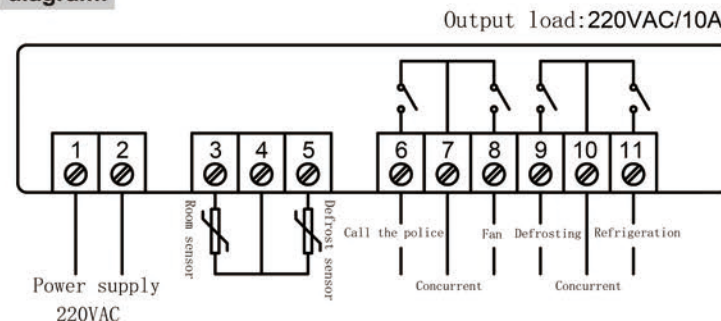 diagram:
Output load:220VAC/10A
1 2 3 4 5 6 7 8 9 10 11
Room sensor
Defrost sensor
Call the police
Fan
Defrosting
Refrigeration
Power supply
220VAC
Concurrent
Concurrent